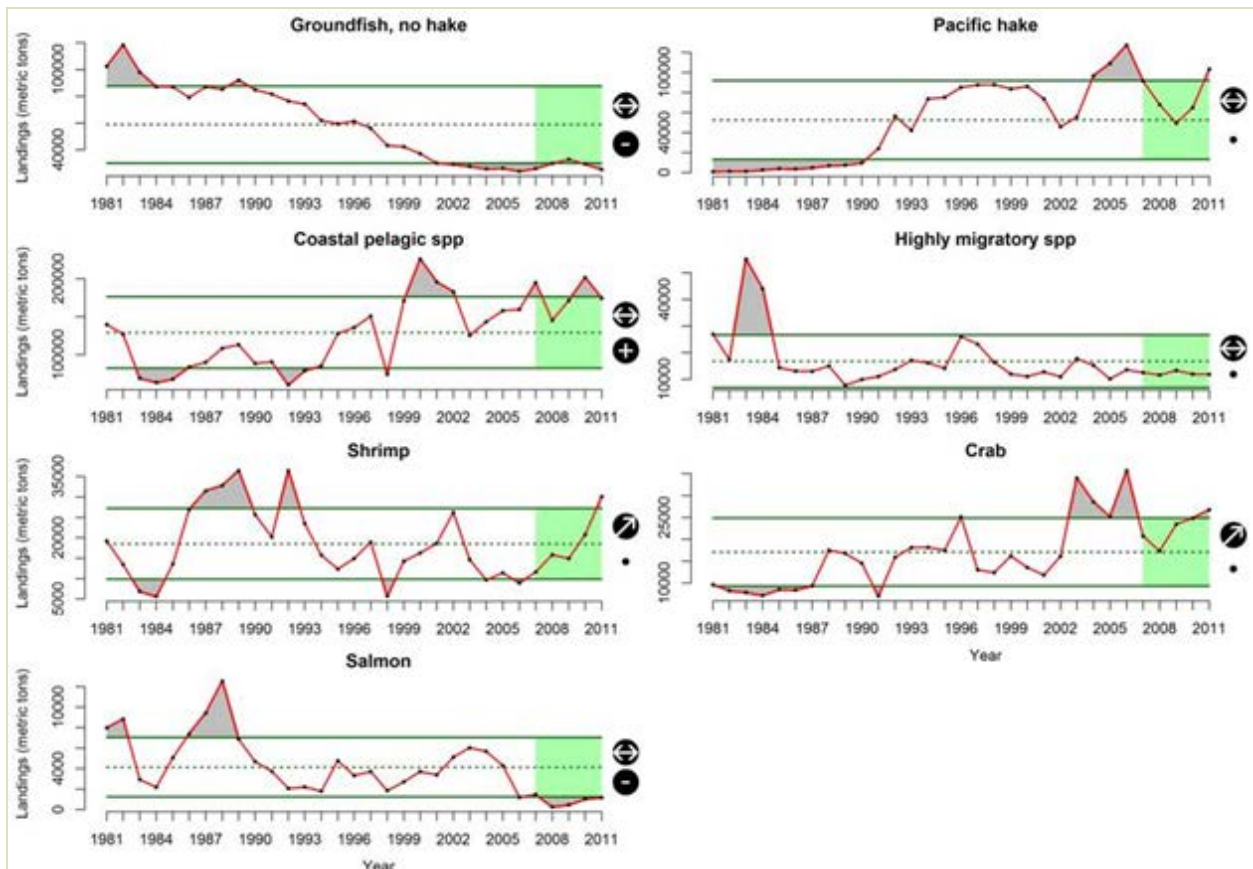 Groundfish, no hake
Landings (metric tons)
40000 100000
-
1981 1984 1987 1990 1993 1996 1999 2002 2005 2008 2011
Pacific hake
0 40000 100000
1981 1984 1987 1990 1993 1996 1999 2002 2005 2008 2011
Coastal pelagic spp
Landings (metric tons)
100000 200000
+
1981 1984 1987 1990 1993 1996 1999 2002 2005 2008 2011
Highly migratory spp
10000 40000
1981 1984 1987 1990 1993 1996 1999 2002 2005 2008 2011
Shrimp
Landings (metric tons)
5000 20000 35000
1981 1984 1987 1990 1993 1996 1999 2002 2005 2008 2011
Crab
10000 25000
1981 1984 1987 1990 1993 1996 1999 2002 2005 2008 2011
Year
Salmon
Landings (metric tons)
0 4000 10000
-
1981 1984 1987 1990 1993 1996 1999 2002 2005 2008 2011
Year